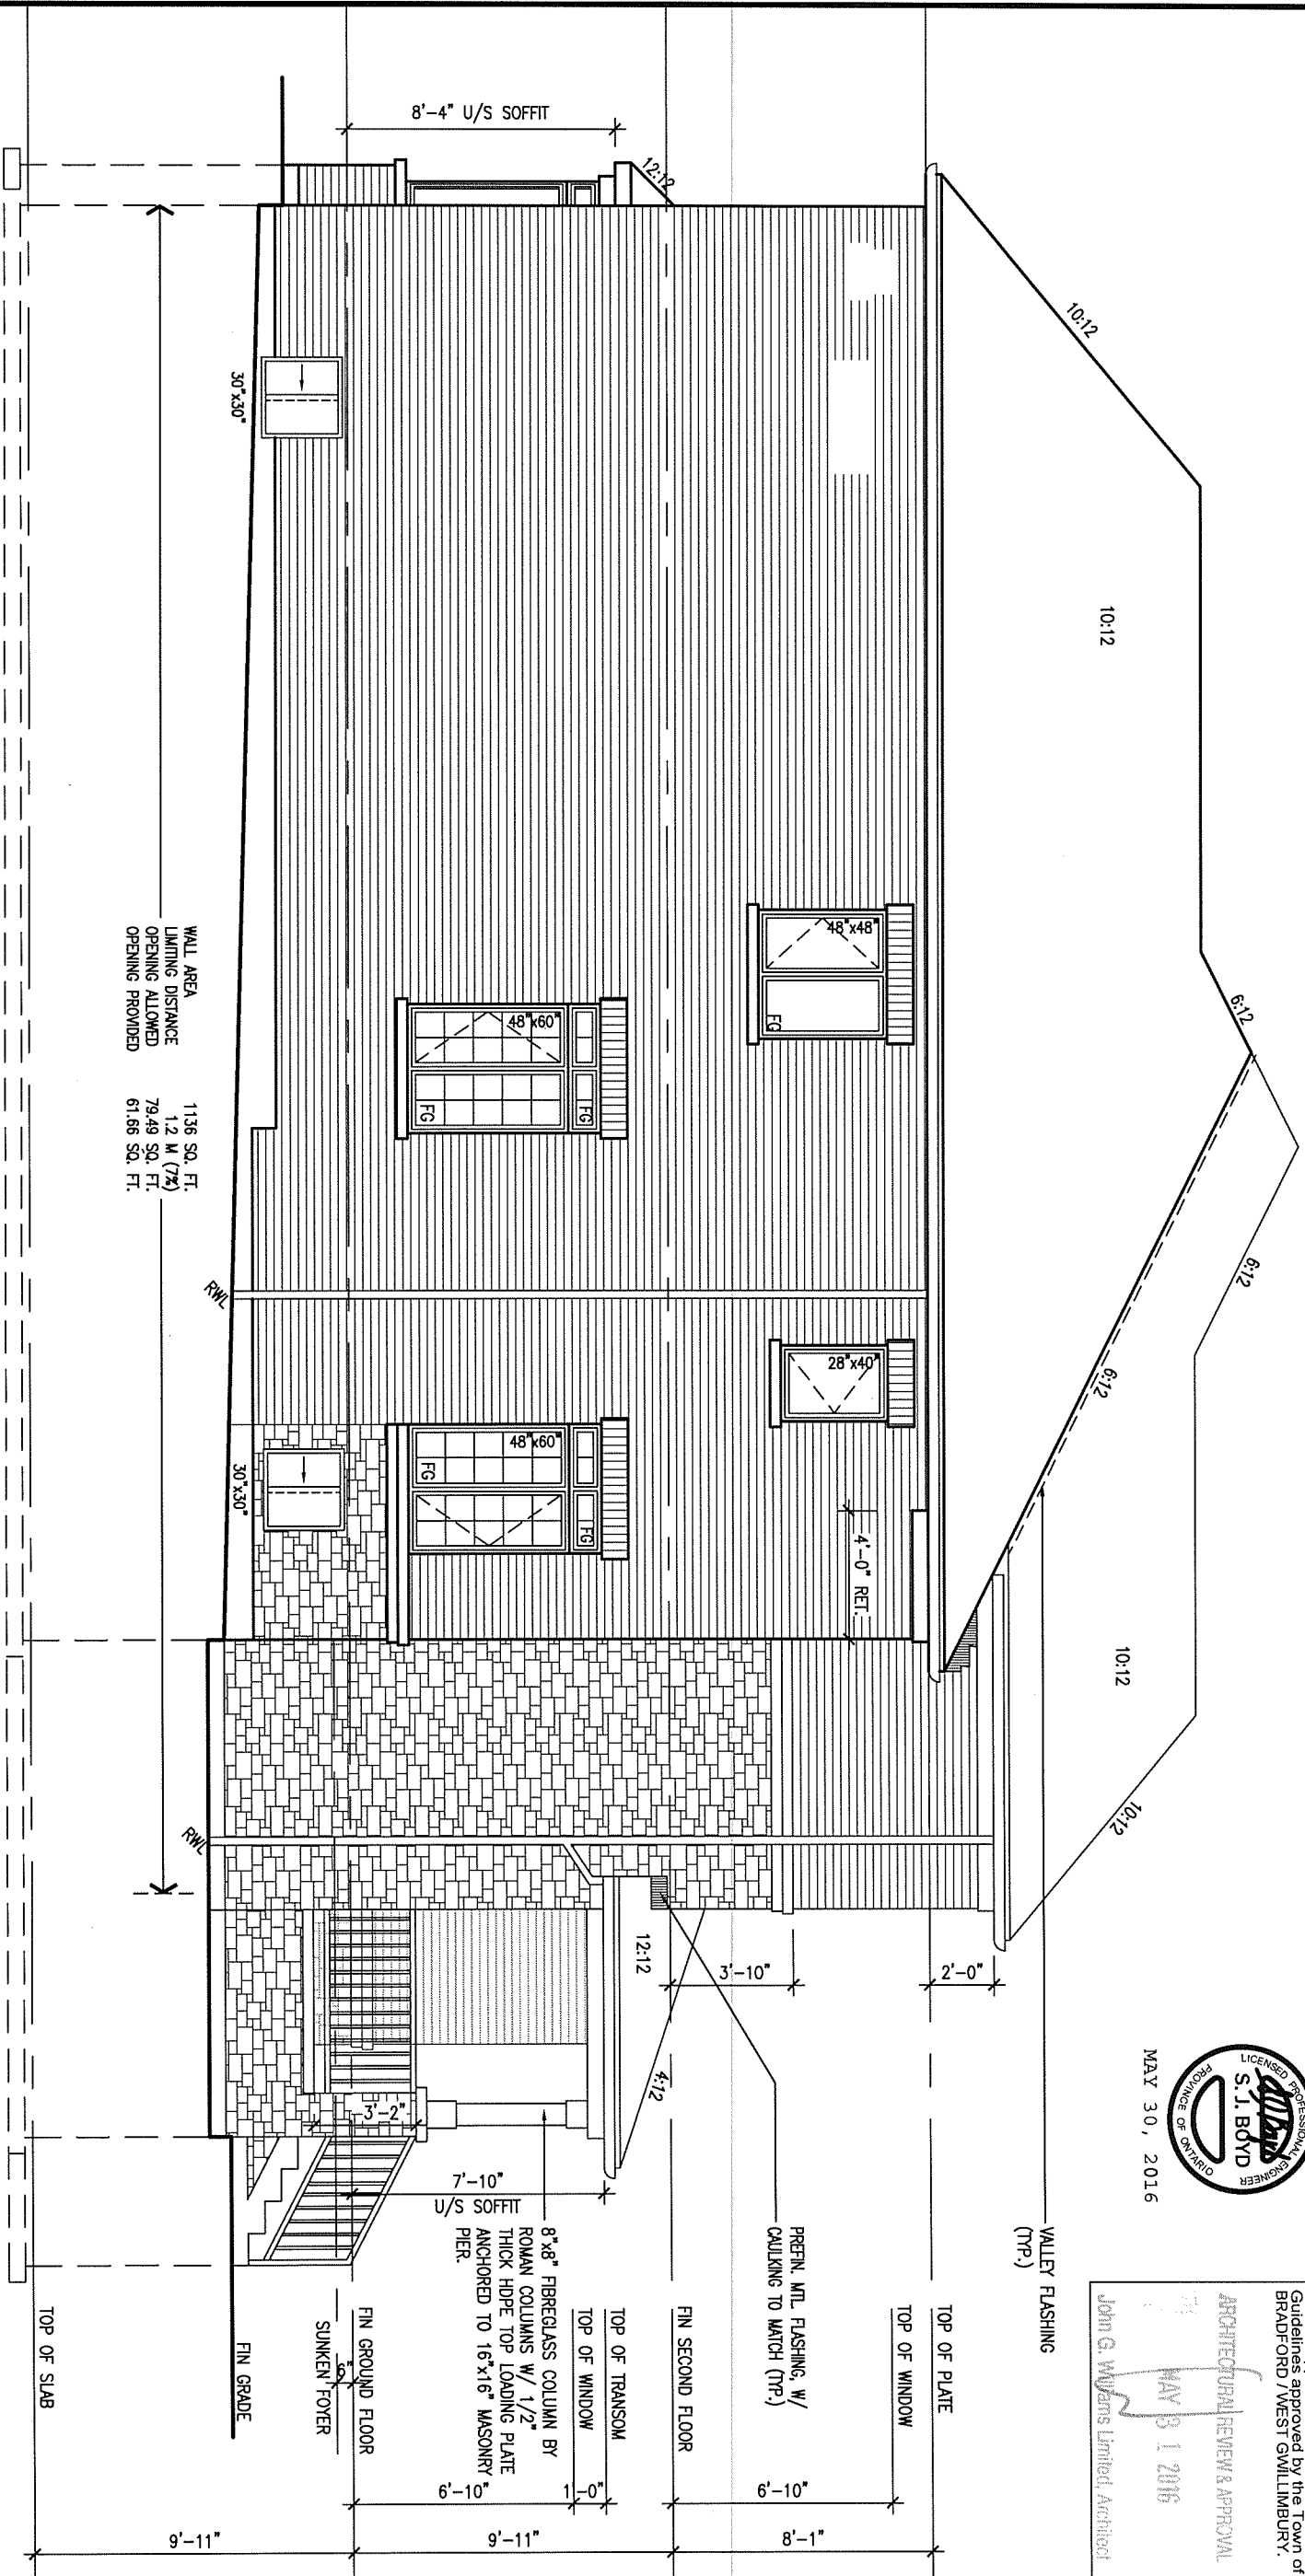 8'-4" U/S SOFFIT
12:12
10:12
10:12
6:12
6:12
6:12
10:12
10:12
30"x30"
48"x48"
FG
48"x60"
FG
FG
28"x40"
48"x60"
FG
FG
30"x30"
RWL
RWL
4'-0" RET.
WALL AREA 1136 SQ. FT.
LIMITING DISTANCE 1.2 M (7%)
OPENING ALLOWED 79.49 SQ. FT.
OPENING PROVIDED 61.66 SQ. FT.
12:12
4:12
3'-10"
2'-0"
3'-2"
7'-10"
U/S SOFFIT
LICENSED PROFESSIONAL ENGINEER
S. J. BOYD
PROVINCE OF ONTARIO
MAY 30, 2016
Guidelines approved by the Town of
BRADFORD / WEST GWILLIMBURY.
ARCHITECTURAL REVIEW & APPROVAL
MAY 31 2016
John G. Williams Limited, Architect
VALLEY FLASHING
(TYP.)
PREFIN. MTL. FLASHING, W/
CAULKING TO MATCH (TYP.)
8"x8" FIBREGLASS COLUMN BY
ROMAN COLUMNS W/ 1/2"
THICK HDPE TOP LOADING PLATE
ANCHORED TO 16"x16" MASONRY
PIER.
TOP OF PLATE
TOP OF WINDOW
FIN SECOND FLOOR
TOP OF TRANSOM
TOP OF WINDOW
FIN GROUND FLOOR
6"
SUNKEN FOYER
FIN GRADE
TOP OF SLAB
6'-10"
1'-0"
6'-10"
8'-1"
9'-11"
9'-11"